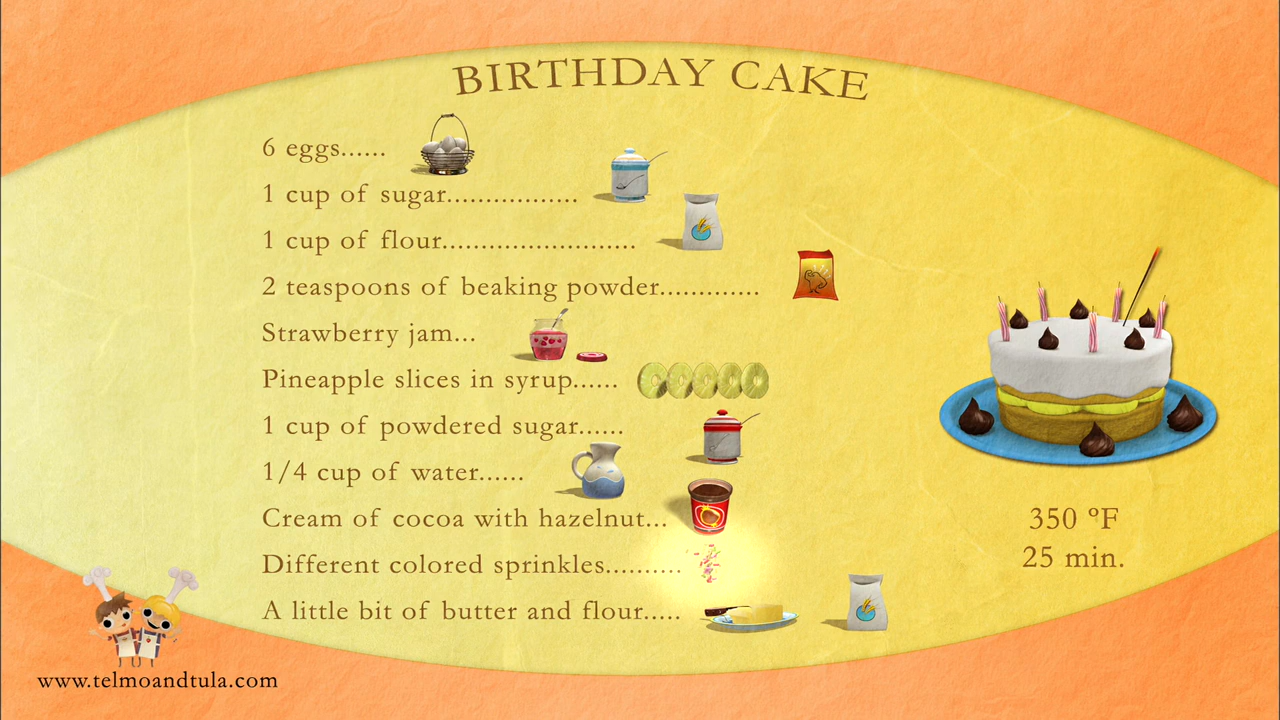 BIRTHDAY CAKE
6 eggs......
1 cup of sugar.................
1 cup of flour.........................
2 teaspoons of beaking powder.............
Strawberry jam...
Pineapple slices in syrup......
1 cup of powdered sugar......
1/4 cup of water......
Cream of cocoa with hazelnut...
Different colored sprinkles..........
A little bit of butter and flour.....
350 ºF
25 min.
www.telmoandtula.com